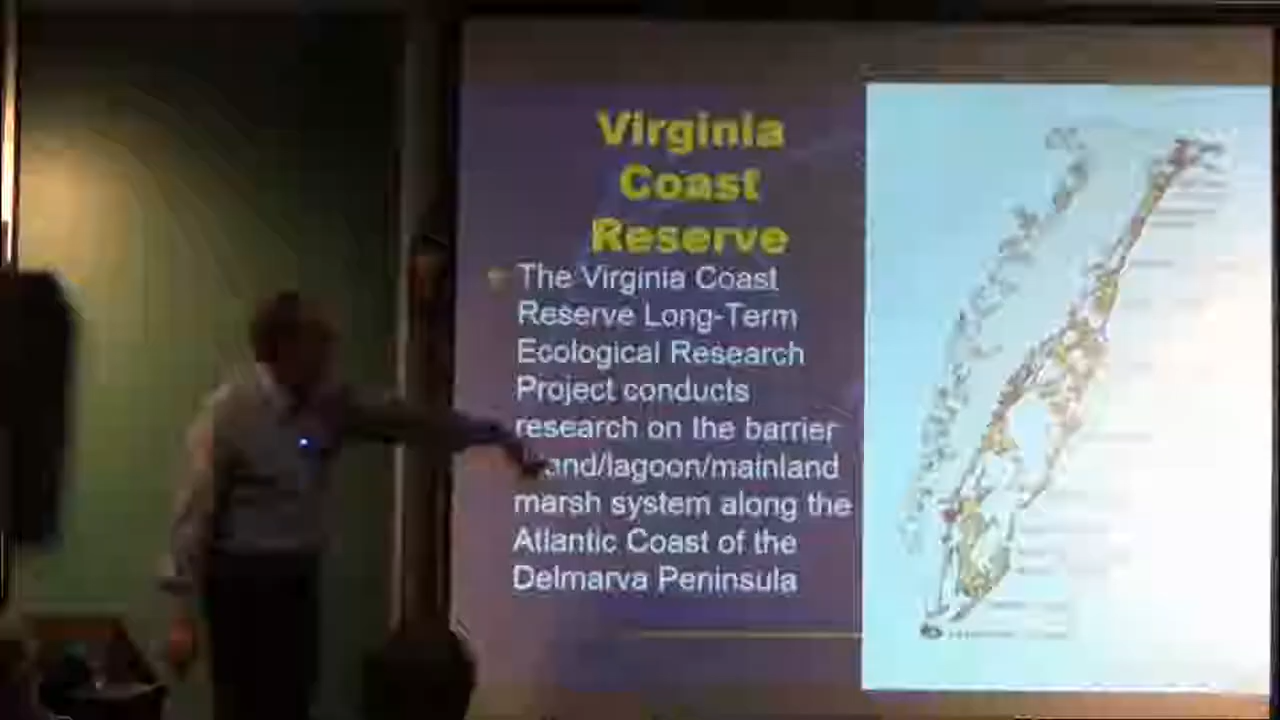 Virginia
Coast
Reserve
The Virginia Coast
Reserve Long-Term
Ecological Research
Project conducts
research on the barrier
and/lagoon/mainland
marsh system along the
Atlantic Coast of the
Delmarva Peninsula